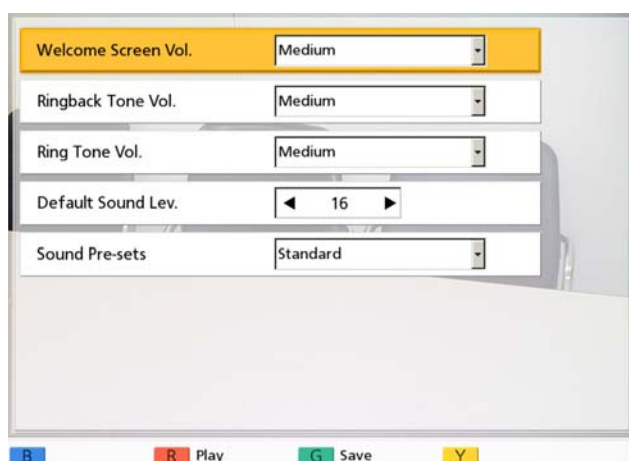 Welcome Screen Vol. Medium
Ringback Tone Vol. Medium
Ring Tone Vol. Medium
Default Sound Lev. 16
Sound Pre-sets Standard
B R Play G Save Y